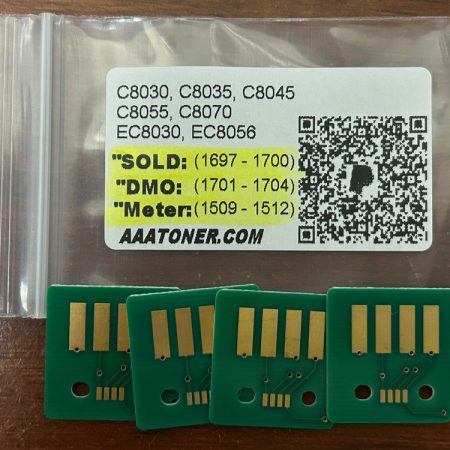 C8030, C8035, C8045
C8055, C8070
EC8030, EC8056
"SOLD: (1697 - 1700)
"DMO: (1701 - 1704)
"Meter: (1509 - 1512)
AAATONER.COM